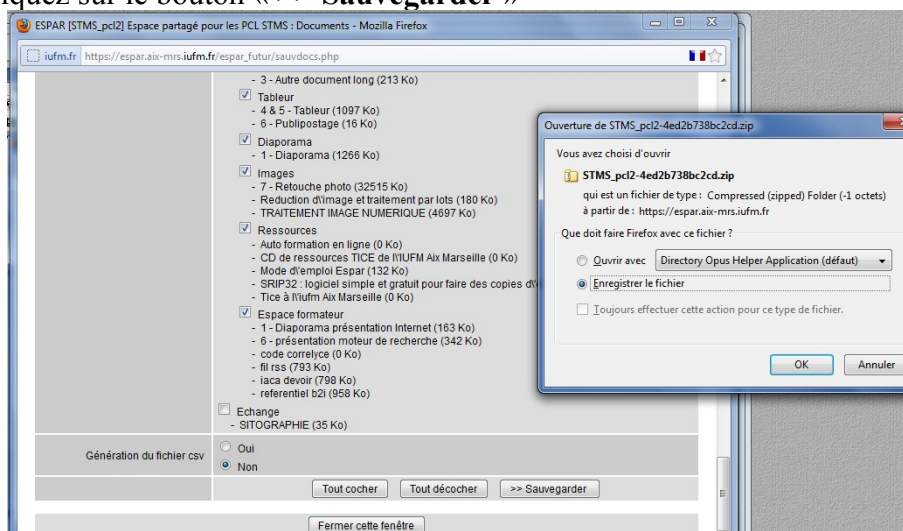 iquez sur le bouton « >> Sauvegarder »
ESPAR [STMS_pcl2] Espace partagé pour les PCL STMS : Documents - Mozilla Firefox
iufm.fr https://espar.aix-mrs.iufm.fr/espar_futur/sauvdocs.php
- 3 - Autre document long (213 Ko)
Tableur
- 4 & 5 - Tableur (1097 Ko)
- 6 - Publipostage (16 Ko)
Diaporama
- 1 - Diaporama (1266 Ko)
Images
- 7 - Retouche photo (32515 Ko)
- Reduction d\'image et traitement par lots (180 Ko)
- TRAITEMENT IMAGE NUMERIQUE (4697 Ko)
Ressources
- Auto formation en ligne (0 Ko)
- CD de ressources TICE de l\'IUFM Aix Marseille (0 Ko)
- Mode d\'emploi Espar (132 Ko)
- SRIP32 : logiciel simple et gratuit pour faire des copies d\'
- Tice à l\'iufm Aix Marseille (0 Ko)
Espace formateur
- 1 - Diaporama présentation Internet (163 Ko)
- 6 - présentation moteur de recherche (342 Ko)
- code correlyce (0 Ko)
- fil rss (793 Ko)
- iaca devoir (798 Ko)
- referentiel b2i (958 Ko)
Echange
- SITOGRAPHIE (35 Ko)
Génération du fichier csv
Oui
Non
Tout cocher Tout décocher >> Sauvegarder
Fermer cette fenêtre
Ouverture de STMS_pcl2-4ed2b738bc2cd.zip
Vous avez choisi d'ouvrir
STMS_pcl2-4ed2b738bc2cd.zip
qui est un fichier de type : Compressed (zipped) Folder (-1 octets)
à partir de : https://espar.aix-mrs.iufm.fr
Que doit faire Firefox avec ce fichier ?
Ouvrir avec Directory Opus Helper Application (défaut)
Enregistrer le fichier
Toujours effectuer cette action pour ce type de fichier.
OK Annuler